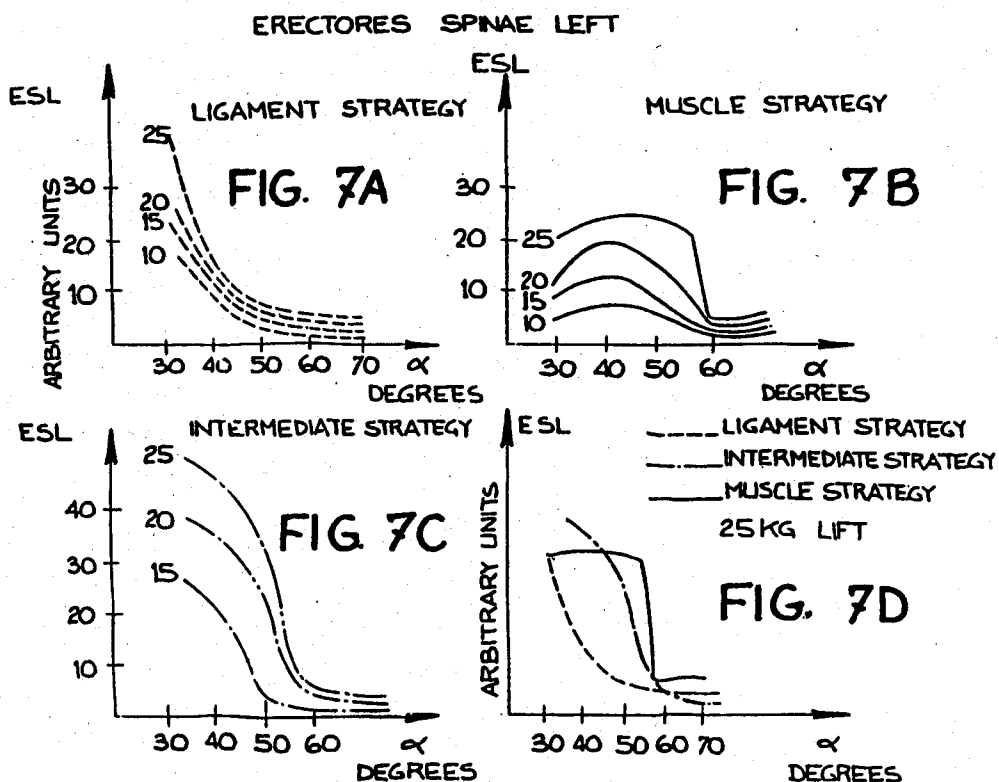 ERECTORES SPINAE LEFT
ESL
LIGAMENT STRATEGY
FIG. 7A
25
20
15
10
30
20
10
ARBITRARY UNITS
30 40 50 60 70 α
DEGREES
ESL
MUSCLE STRATEGY
FIG. 7B
30
20
10
25
20
15
10
30 40 50 60 α
DEGREES
ESL
INTERMEDIATE STRATEGY
FIG. 7C
25
20
15
40
30
20
10
30 40 50 60 α
DEGREES
ESL
LIGAMENT STRATEGY
INTERMEDIATE STRATEGY
MUSCLE STRATEGY
25 KG LIFT
FIG. 7D
ARBITRARY UNITS
30 50 60 70 α
DEGREES